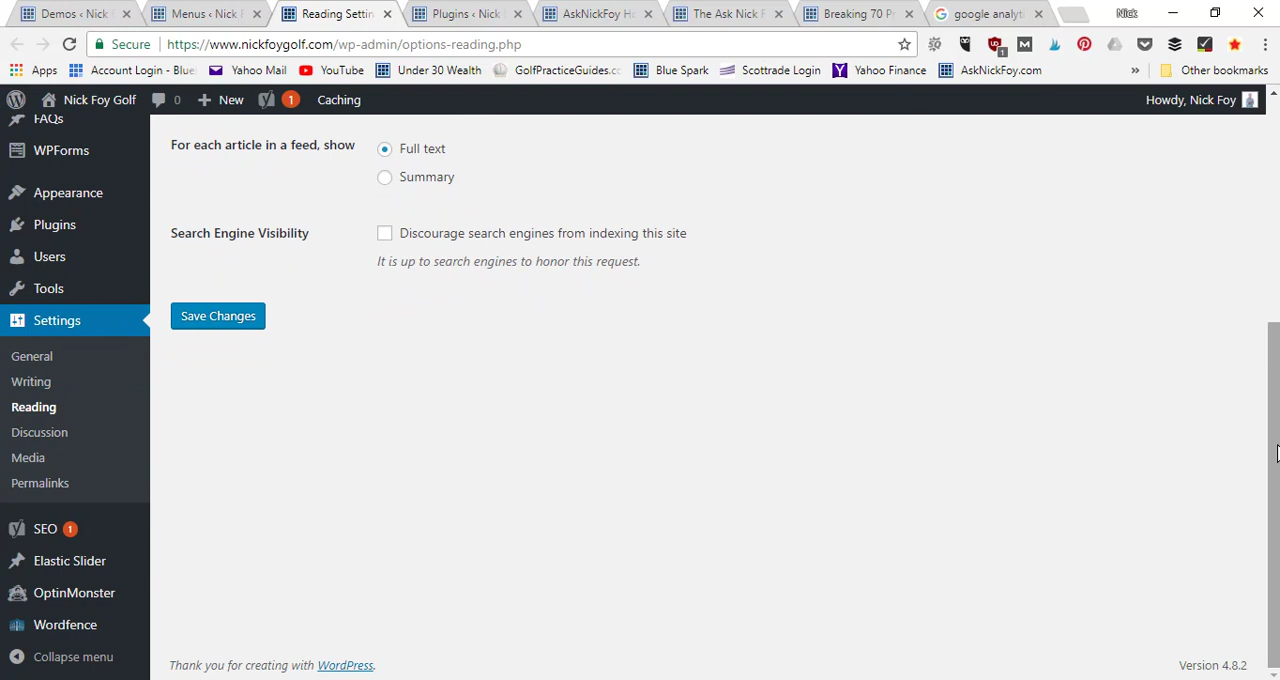 Demos ‹ Nick
Menus ‹ Nick
Reading Settin
Plugins ‹ Nick
AskNickFoy H
The Ask Nick F
Breaking 70 P
google analyti
Nick
Secure
https://www.nickfoygolf.com/wp-admin/options-reading.php
1
Apps
Account Login - Blue
Yahoo Mail
YouTube
Under 30 Wealth
GolfPracticeGuides.cc
Blue Spark
Scottrade Login
Yahoo Finance
AskNickFoy.com
»
Other bookmarks
Nick Foy Golf
0
New
1
Caching
Howdy, Nick Foy
FAQs
WPForms
Appearance
Plugins
Users
Tools
Settings
General
Writing
Reading
Discussion
Media
Permalinks
SEO 1
Elastic Slider
OptinMonster
Wordfence
Collapse menu
For each article in a feed, show
Full text
Summary
Search Engine Visibility
Discourage search engines from indexing this site
It is up to search engines to honor this request.
Save Changes
Thank you for creating with WordPress.
Version 4.8.2